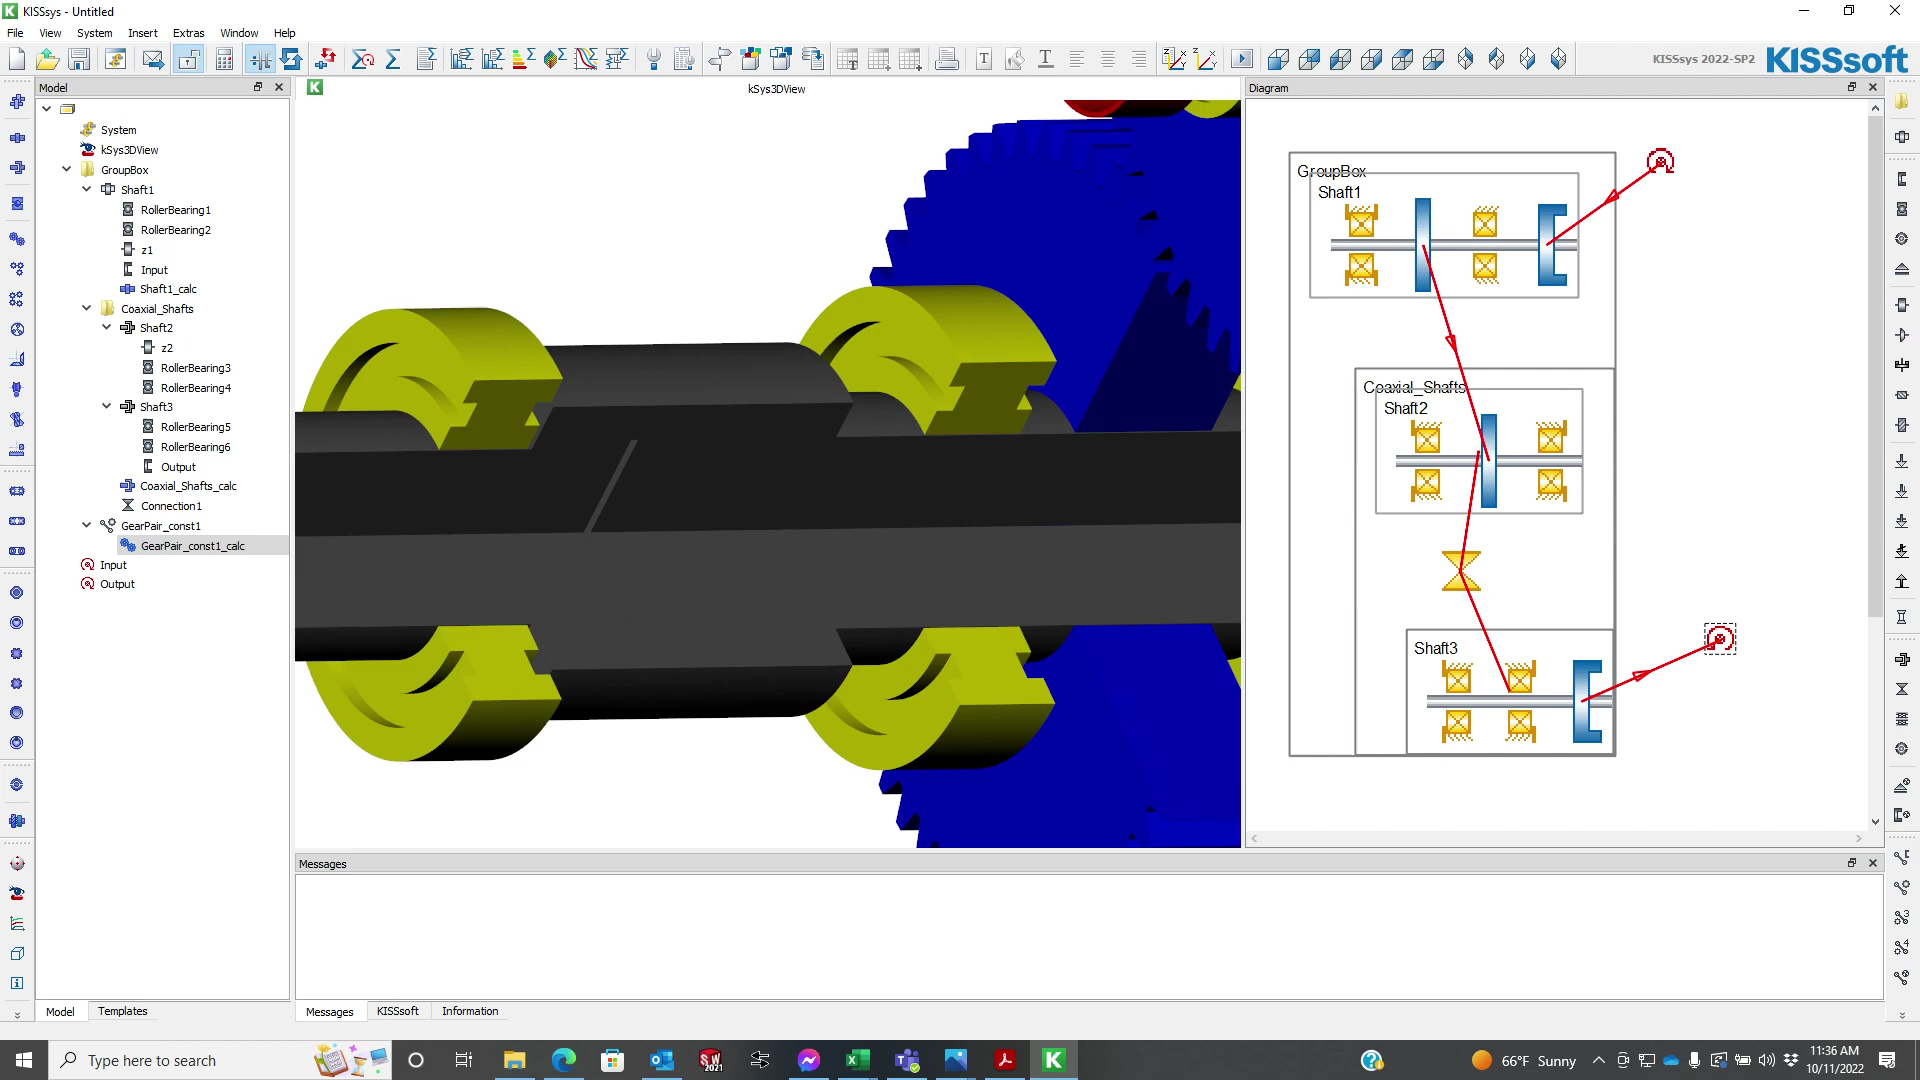 KISSsys - Untitled
File View System Insert Extras Window Help
KISSsys 2022-SP2 KISSsoft
Model
System
kSys3DView
GroupBox
Shaft1
RollerBearing1
RollerBearing2
z1
Input
Shaft1_calc
Coaxial_Shafts
Shaft2
z2
RollerBearing3
RollerBearing4
Shaft3
RollerBearing5
RollerBearing6
Output
Coaxial_Shafts_calc
Connection1
GearPair_const1
GearPair_const1_calc
Input
Output
Model Templates
kSys3DView
Diagram
GroupBox
Shaft1
Coaxial_Shafts
Shaft2
Shaft3
Messages
Messages KISSsoft Information
Type here to search
66°F Sunny
11:36 AM
10/11/2022